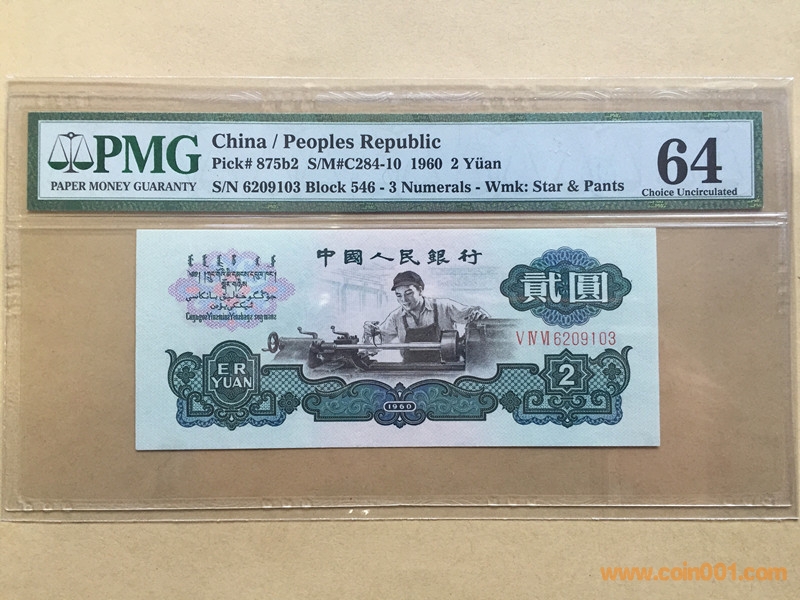 PMG
PAPER MONEY GUARANTY
China / Peoples Republic
Pick# 875b2 S/M#C284-10 1960 2 Yüan
S/N 6209103 Block 546 - 3 Numerals - Wmk: Star & Pants
64
Choice Uncirculated
中國人民銀行
貳圓
V IV VI 6209103
ER
YUAN
1960
2
www.coin001.com